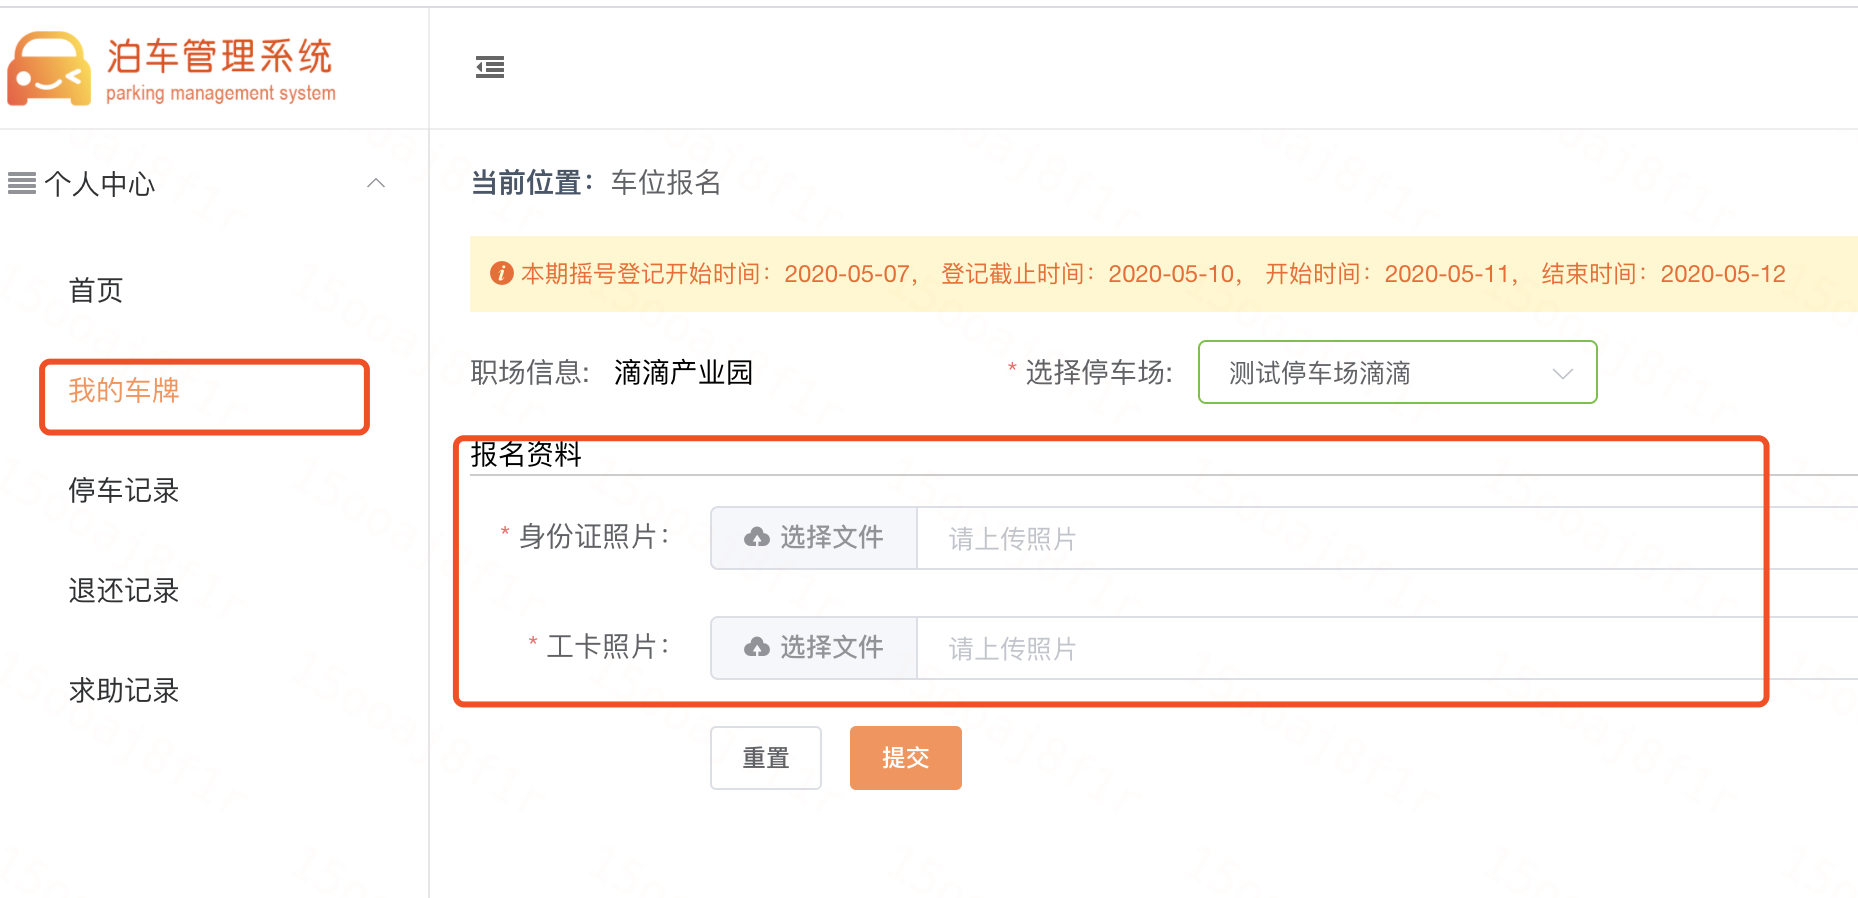 泊车管理系统
parking management system
个人中心
首页
我的车牌
停车记录
退还记录
求助记录
当前位置： 车位报名
本期摇号登记开始时间：2020-05-07， 登记截止时间：2020-05-10， 开始时间：2020-05-11， 结束时间：2020-05-12
职场信息: 滴滴产业园 * 选择停车场: 测试停车场滴滴
报名资料
* 身份证照片： 选择文件 请上传照片
* 工卡照片： 选择文件 请上传照片
重置 提交